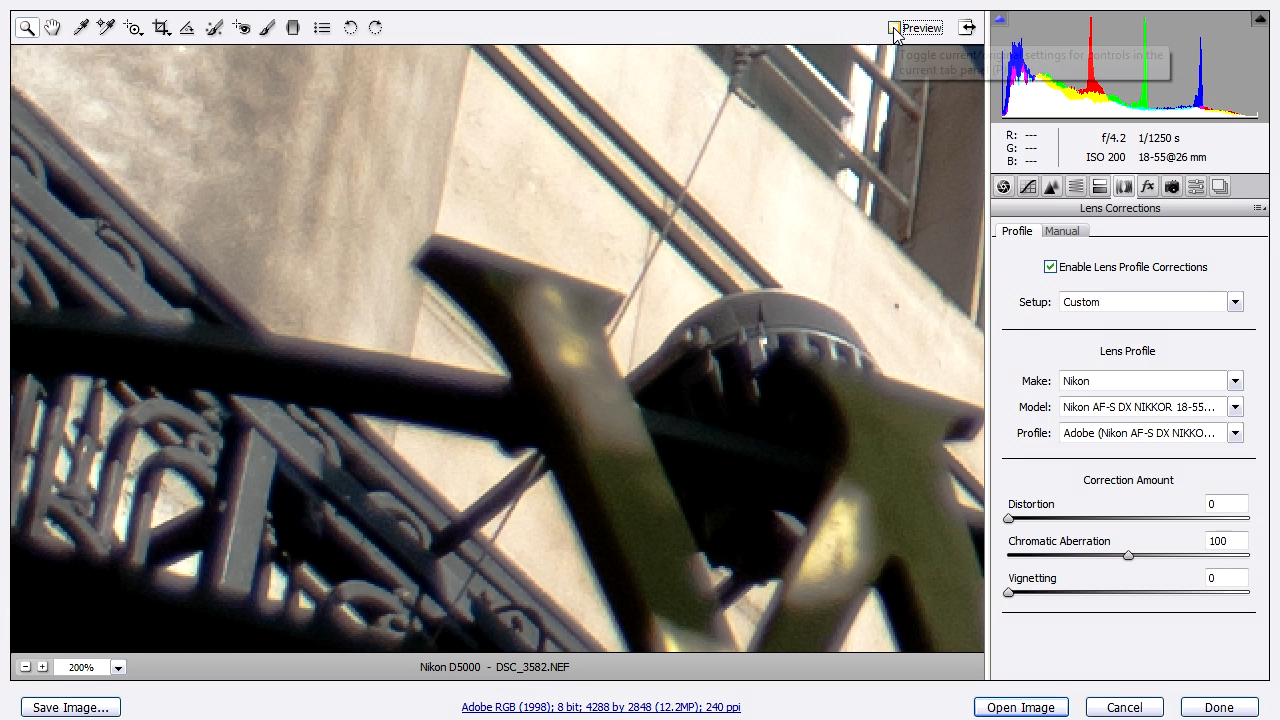 Preview
Toggle current/original settings for controls in the
current tab panel (P)
R: ---
G: ---
B: ---
f/4.2 1/1250 s
ISO 200 18-55@26 mm
fx
Lens Corrections
Profile Manual
Enable Lens Profile Corrections
Setup: Custom
Lens Profile
Make: Nikon
Model: Nikon AF-S DX NIKKOR 18-55...
Profile: Adobe (Nikon AF-S DX NIKKO...
Correction Amount
Distortion 0
Chromatic Aberration 100
Vignetting 0
200%
Nikon D5000 - DSC_3582.NEF
Save Image...
Adobe RGB (1998); 8 bit; 4288 by 2848 (12.2MP); 240 ppi
Open Image
Cancel
Done